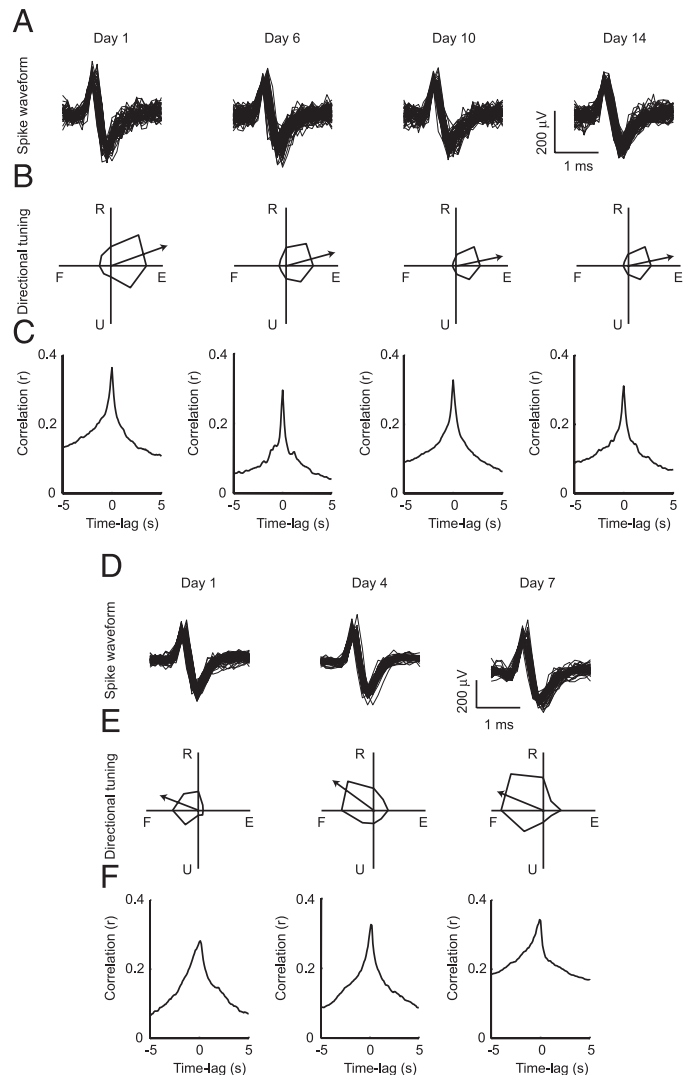 A
Day 1 Day 6 Day 10 Day 14
Spike waveform
200 μV
1 ms
B
Directional tuning
R R R R
F E F E F E F E
U U U U
C
0.4 0.4 0.4 0.4
Correlation (r) Correlation (r) Correlation (r) Correlation (r)
0.2 0.2 0.2 0.2
0 0 0 0
-5 0 5 -5 0 5 -5 0 5 -5 0 5
Time-lag (s) Time-lag (s) Time-lag (s) Time-lag (s)
D
Day 1 Day 4 Day 7
Spike waveform
200 μV
1 ms
E
Directional tuning
R R R
F E F E F E
U U U
F
0.4 0.4 0.4
Correlation (r) Correlation (r) Correlation (r)
0.2 0.2 0.2
0 0 0
-5 0 5 -5 0 5 -5 0 5
Time-lag (s) Time-lag (s) Time-lag (s)